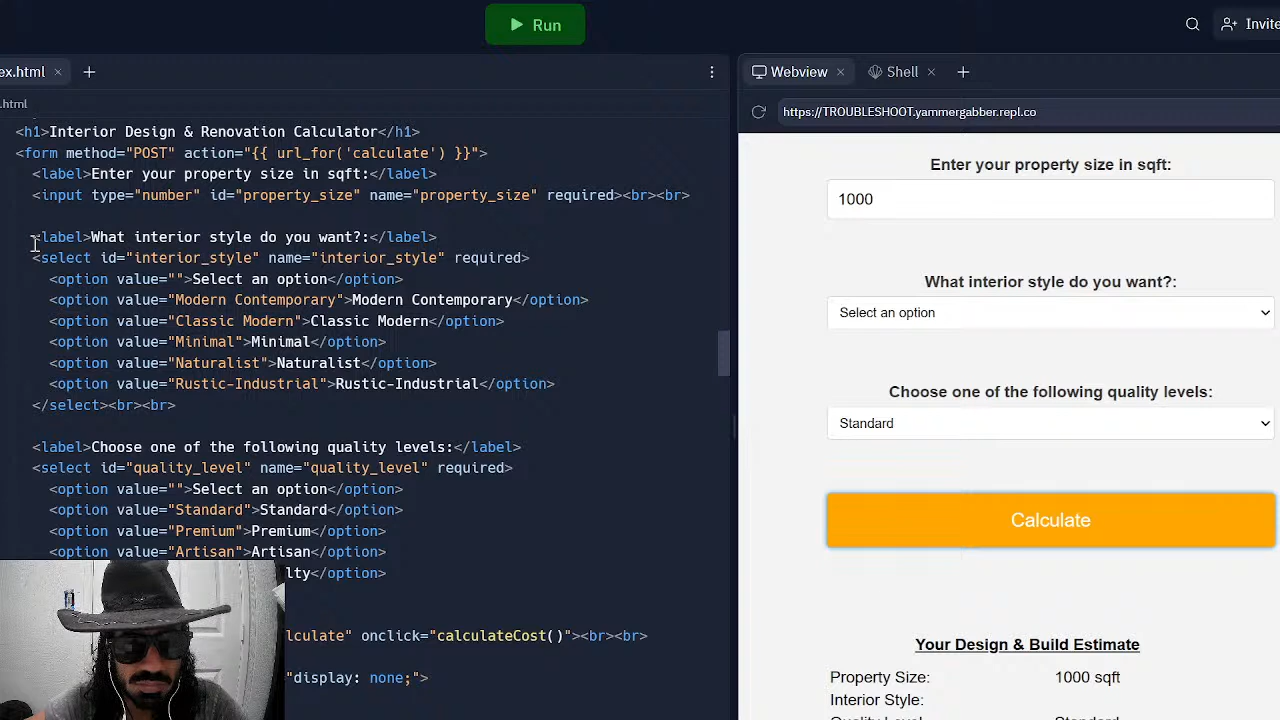 Run
Invite
ex.html
Webview
Shell
.html
https://TROUBLESHOOT.yammergabber.repl.co
<h1>Interior Design & Renovation Calculator</h1>
<form method="POST" action="{{ url_for('calculate') }}">
<label>Enter your property size in sqft:</label>
<input type="number" id="property_size" name="property_size" required><br><br>
<label>What interior style do you want?:</label>
<select id="interior_style" name="interior_style" required>
<option value="">Select an option</option>
<option value="Modern Contemporary">Modern Contemporary</option>
<option value="Classic Modern">Classic Modern</option>
<option value="Minimal">Minimal</option>
<option value="Naturalist">Naturalist</option>
<option value="Rustic-Industrial">Rustic-Industrial</option>
</select><br><br>
<label>Choose one of the following quality levels:</label>
<select id="quality_level" name="quality_level" required>
<option value="">Select an option</option>
<option value="Standard">Standard</option>
<option value="Premium">Premium</option>
<option value="Artisan">Artisan</option>
lty</option>
lculate" onclick="calculateCost()"><br><br>
"display: none;">
Enter your property size in sqft:
1000
What interior style do you want?:
Select an option
Choose one of the following quality levels:
Standard
Calculate
Your Design & Build Estimate
Property Size: 1000 sqft
Interior Style:
Quality Level Standard